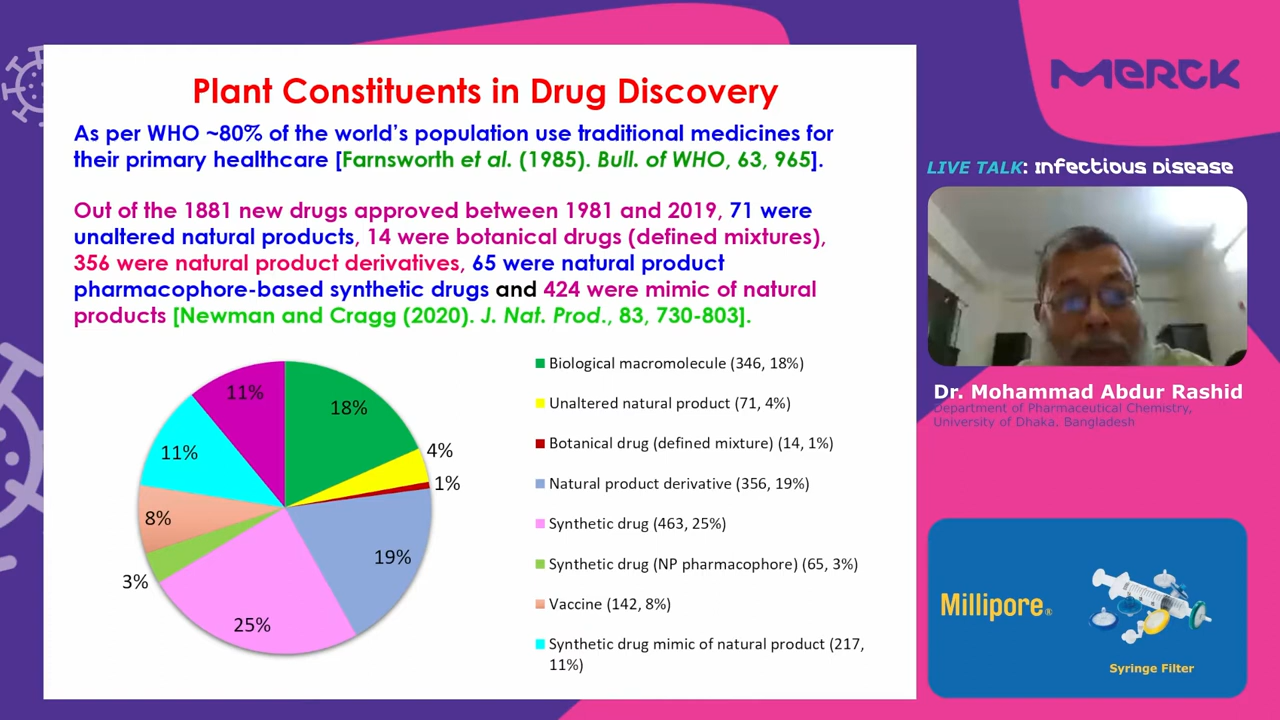 Plant Constituents in Drug Discovery
As per WHO ~80% of the world's population use traditional medicines for
their primary healthcare [Farnsworth et al. (1985). Bull. of WHO, 63, 965].
Out of the 1881 new drugs approved between 1981 and 2019, 71 were
unaltered natural products, 14 were botanical drugs (defined mixtures),
356 were natural product derivatives, 65 were natural product
pharmacophore-based synthetic drugs and 424 were mimic of natural
products [Newman and Cragg (2020). J. Nat. Prod., 83, 730-803].
11%
18%
4%
1%
11%
8%
19%
3%
25%
Biological macromolecule (346, 18%)
Unaltered natural product (71, 4%)
Botanical drug (defined mixture) (14, 1%)
Natural product derivative (356, 19%)
Synthetic drug (463, 25%)
Synthetic drug (NP pharmacophore) (65, 3%)
Vaccine (142, 8%)
Synthetic drug mimic of natural product (217,
11%)
MERCK
LIVE TALK: Infectious Disease
Dr. Mohammad Abdur Rashid
Department of Pharmaceutical Chemistry,
University of Dhaka, Bangladesh
Millipore®
Syringe Filter